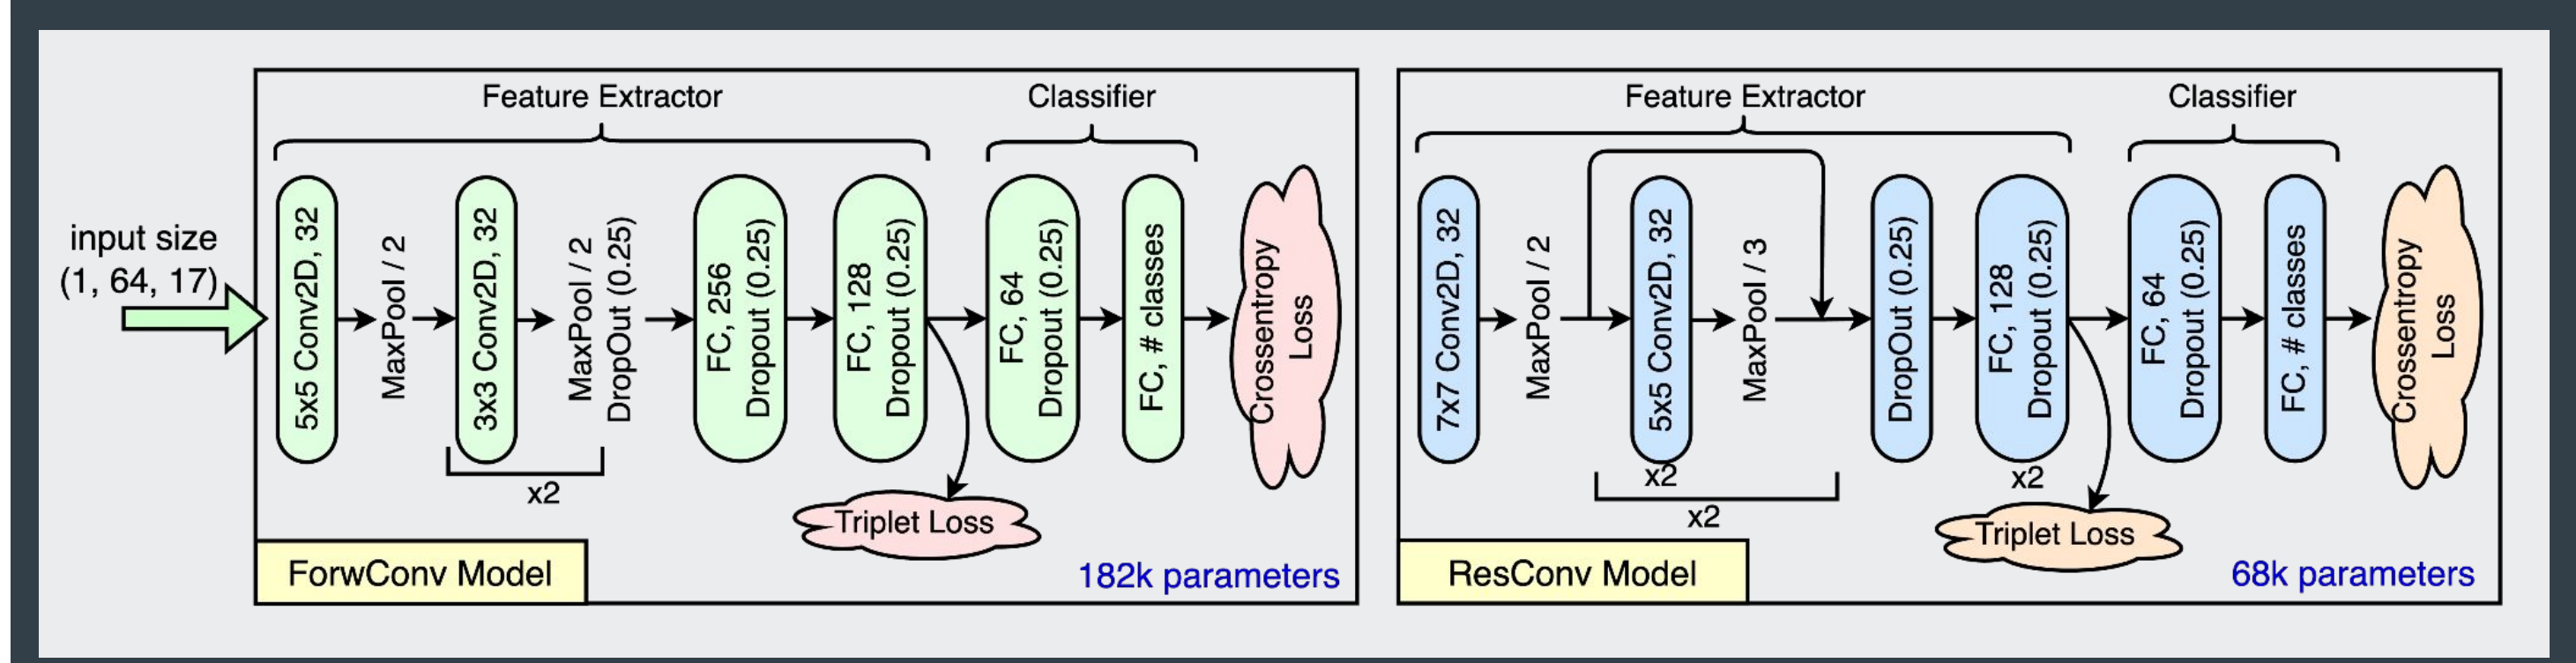 input size
(1, 64, 17)
Feature Extractor
Classifier
5x5 Conv2D, 32
MaxPool / 2
3x3 Conv2D, 32
MaxPool / 2
DropOut (0.25)
x2
FC, 256
Dropout (0.25)
FC, 128
Dropout (0.25)
FC, 64
Dropout (0.25)
FC, # classes
Crossentropy
Loss
Triplet Loss
ForwConv Model
182k parameters
Feature Extractor
Classifier
7x7 Conv2D, 32
MaxPool / 2
5x5 Conv2D, 32
x2
MaxPool / 3
x2
DropOut (0.25)
FC, 128
Dropout (0.25)
x2
FC, 64
Dropout (0.25)
FC, # classes
Crossentropy
Loss
Triplet Loss
ResConv Model
68k parameters